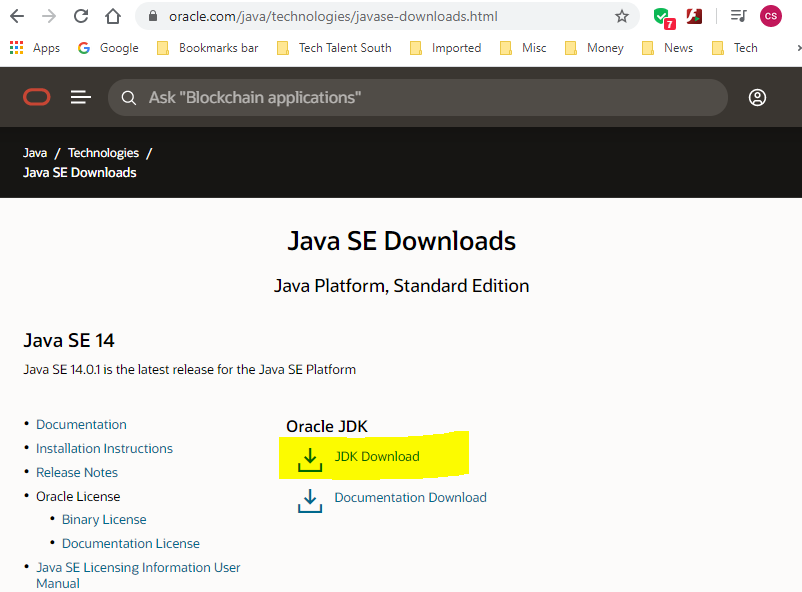 oracle.com/java/technologies/javase-downloads.html
7
CS
Apps Google Bookmarks bar Tech Talent South Imported Misc Money News Tech
Ask "Blockchain applications"
Java / Technologies /
Java SE Downloads
Java SE Downloads
Java Platform, Standard Edition
Java SE 14
Java SE 14.0.1 is the latest release for the Java SE Platform
• Documentation
• Installation Instructions
• Release Notes
• Oracle License
• Binary License
• Documentation License
• Java SE Licensing Information User
Manual
Oracle JDK
JDK Download
Documentation Download